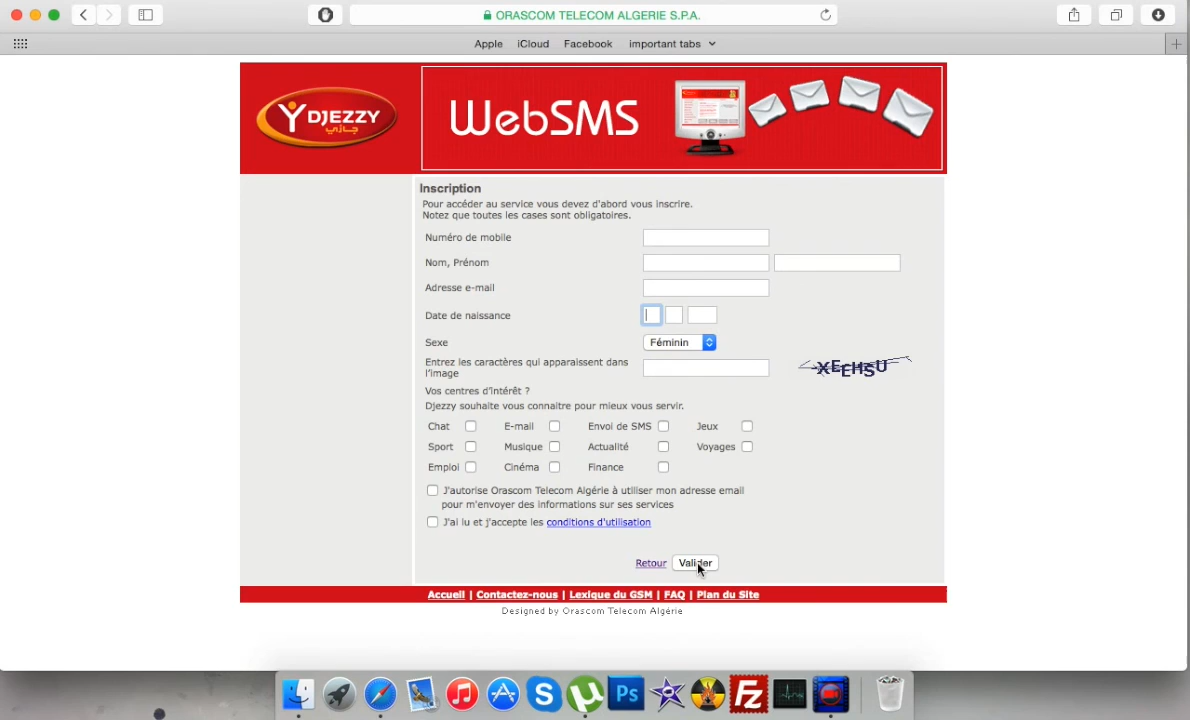 ORASCOM TELECOM ALGERIE S.P.A.
Apple iCloud Facebook important tabs
DJEZZY
جازي
WebSMS
Inscription
Pour accéder au service vous devez d'abord vous inscrire.
Notez que toutes les cases sont obligatoires.
Numéro de mobile
Nom, Prénom
Adresse e-mail
Date de naissance
Sexe Féminin
Entrez les caractères qui apparaissent dans
l'image
XEEHSU
Vos centres d'intérêt ?
Djezzy souhaite vous connaitre pour mieux vous servir.
Chat E-mail Envoi de SMS Jeux
Sport Musique Actualité Voyages
Emploi Cinéma Finance
J'autorise Orascom Telecom Algérie à utiliser mon adresse email
pour m'envoyer des informations sur ses services
J'ai lu et j'accepte les conditions d'utilisation
Retour Valider
Accueil | Contactez-nous | Lexique du GSM | FAQ | Plan du Site
Designed by Orascom Telecom Algérie
Ps